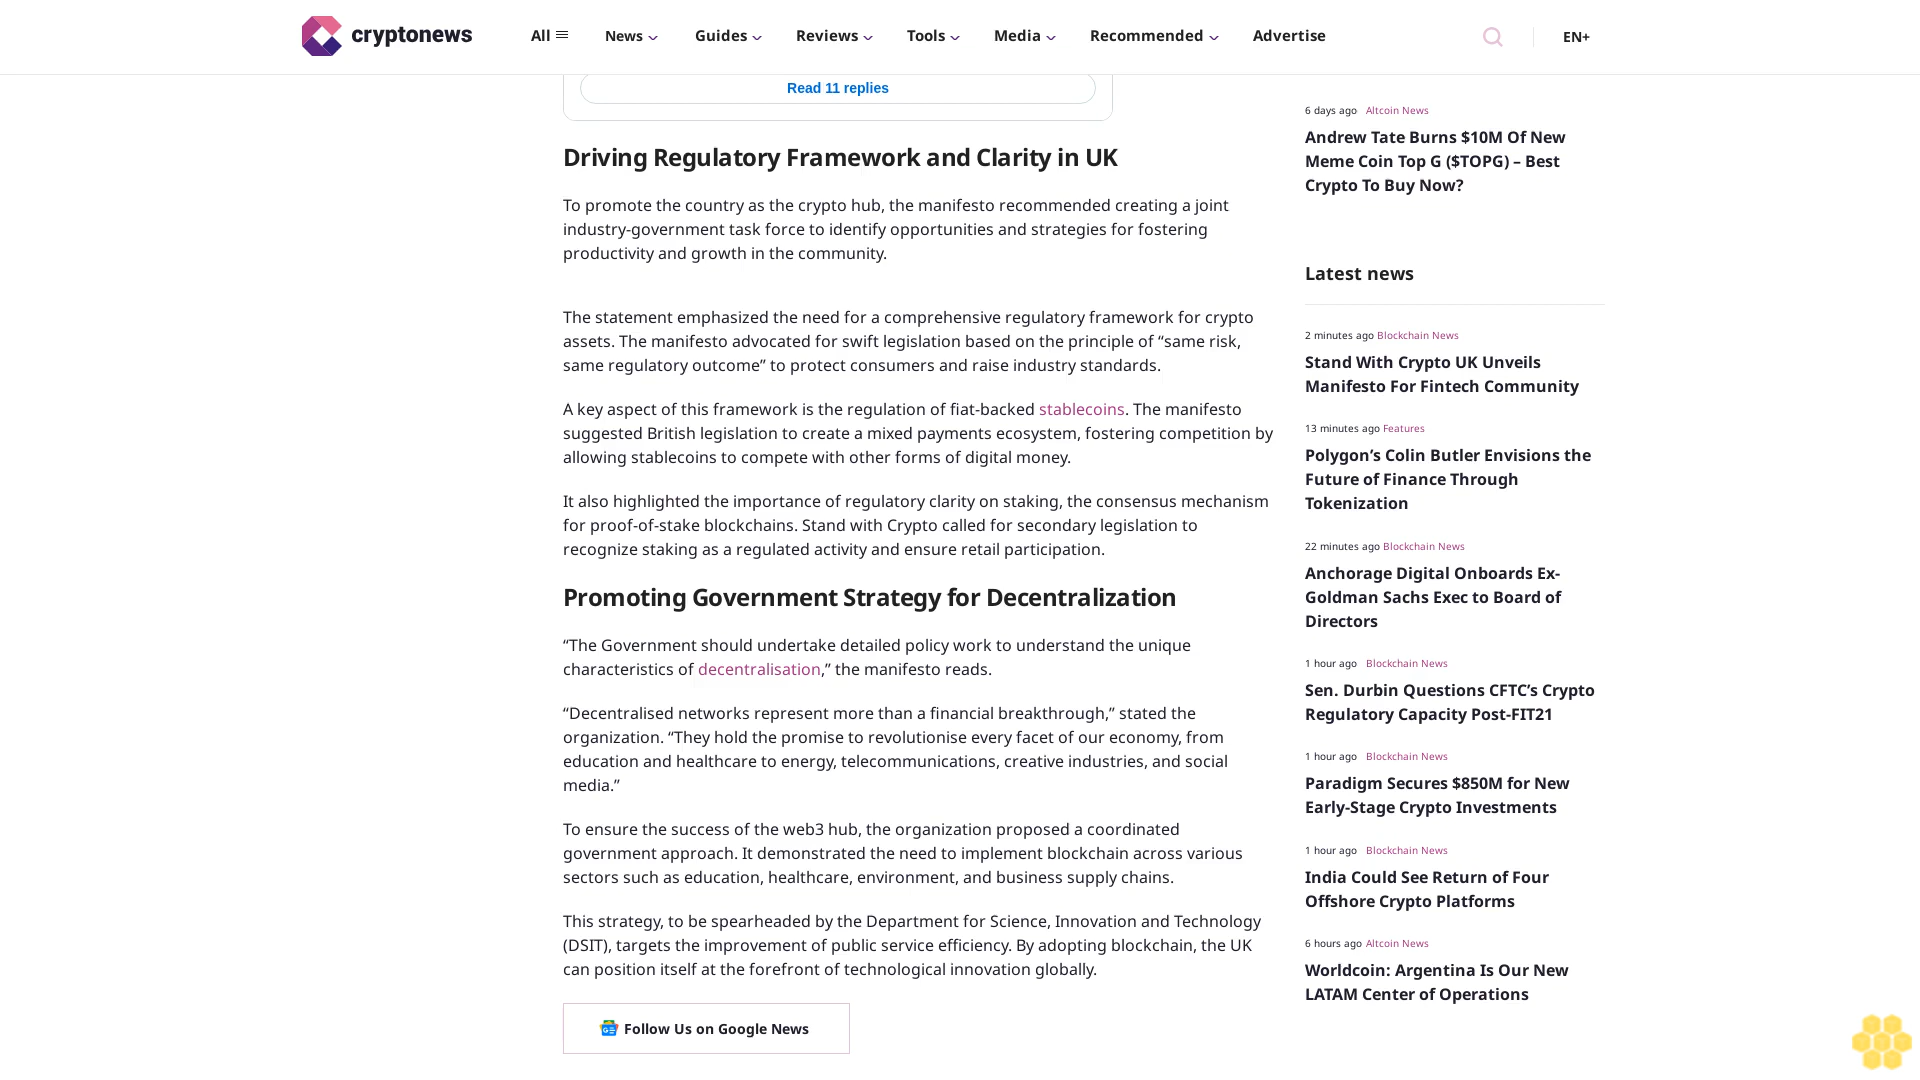 cryptonews
All
News
Guides
Reviews
Tools
Media
Recommended
Advertise
EN+
Read 11 replies
Driving Regulatory Framework and Clarity in UK
To promote the country as the crypto hub, the manifesto recommended creating a joint
industry-government task force to identify opportunities and strategies for fostering
productivity and growth in the community.
The statement emphasized the need for a comprehensive regulatory framework for crypto
assets. The manifesto advocated for swift legislation based on the principle of “same risk,
same regulatory outcome” to protect consumers and raise industry standards.
A key aspect of this framework is the regulation of fiat-backed stablecoins. The manifesto
suggested British legislation to create a mixed payments ecosystem, fostering competition by
allowing stablecoins to compete with other forms of digital money.
It also highlighted the importance of regulatory clarity on staking, the consensus mechanism
for proof-of-stake blockchains. Stand with Crypto called for secondary legislation to
recognize staking as a regulated activity and ensure retail participation.
Promoting Government Strategy for Decentralization
“The Government should undertake detailed policy work to understand the unique
characteristics of decentralisation,” the manifesto reads.
“Decentralised networks represent more than a financial breakthrough,” stated the
organization. “They hold the promise to revolutionise every facet of our economy, from
education and healthcare to energy, telecommunications, creative industries, and social
media.”
To ensure the success of the web3 hub, the organization proposed a coordinated
government approach. It demonstrated the need to implement blockchain across various
sectors such as education, healthcare, environment, and business supply chains.
This strategy, to be spearheaded by the Department for Science, Innovation and Technology
(DSIT), targets the improvement of public service efficiency. By adopting blockchain, the UK
can position itself at the forefront of technological innovation globally.
Follow Us on Google News
6 days ago Altcoin News
Andrew Tate Burns $10M Of New
Meme Coin Top G ($TOPG) – Best
Crypto To Buy Now?
Latest news
2 minutes ago Blockchain News
Stand With Crypto UK Unveils
Manifesto For Fintech Community
13 minutes ago Features
Polygon’s Colin Butler Envisions the
Future of Finance Through
Tokenization
22 minutes ago Blockchain News
Anchorage Digital Onboards Ex-
Goldman Sachs Exec to Board of
Directors
1 hour ago Blockchain News
Sen. Durbin Questions CFTC’s Crypto
Regulatory Capacity Post-FIT21
1 hour ago Blockchain News
Paradigm Secures $850M for New
Early-Stage Crypto Investments
1 hour ago Blockchain News
India Could See Return of Four
Offshore Crypto Platforms
6 hours ago Altcoin News
Worldcoin: Argentina Is Our New
LATAM Center of Operations